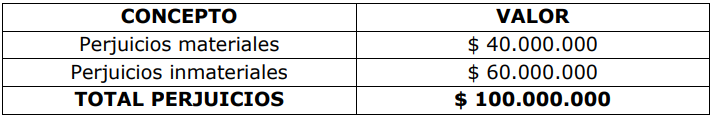 CONCEPTO VALOR
Perjuicios materiales $ 40.000.000
Perjuicios inmateriales $ 60.000.000
TOTAL PERJUICIOS $ 100.000.000